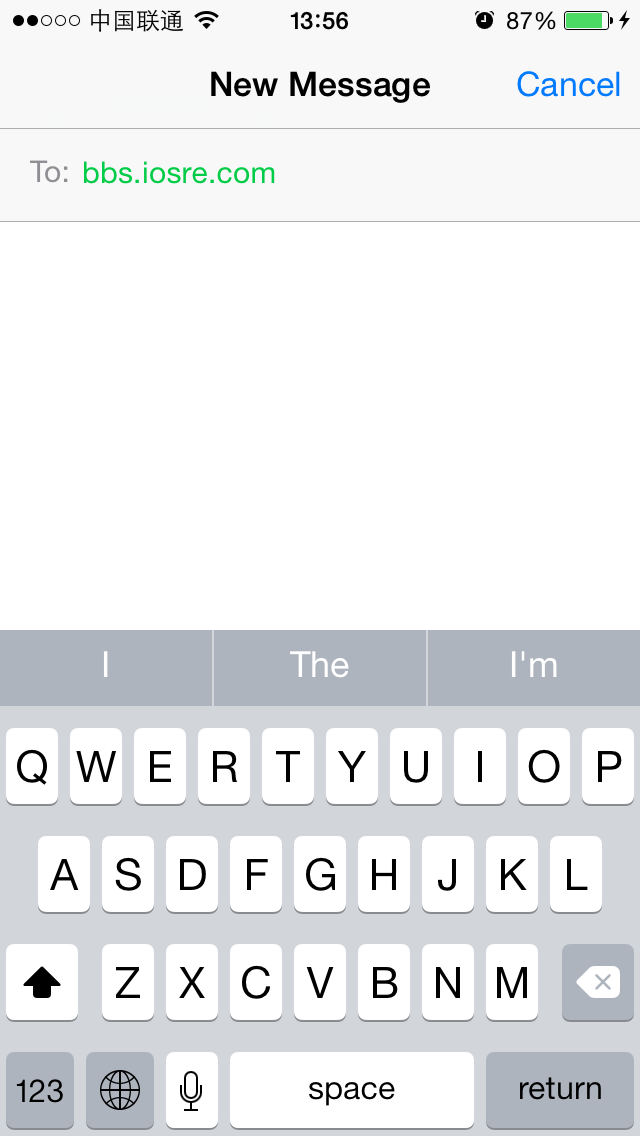 中国联通 13:56 87%
New Message Cancel
To: bbs.iosre.com
I The I'm
Q W E R T Y U I O P
A S D F G H J K L
Z X C V B N M
123 space return